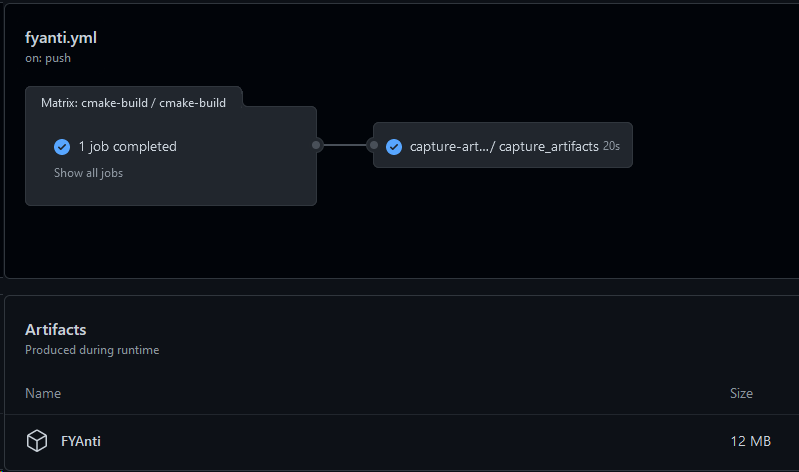 fyanti.yml
on: push
Matrix: cmake-build / cmake-build
1 job completed
Show all jobs
capture-art.../ capture_artifacts 20s
Artifacts
Produced during runtime
Name Size
FYAnti 12 MB